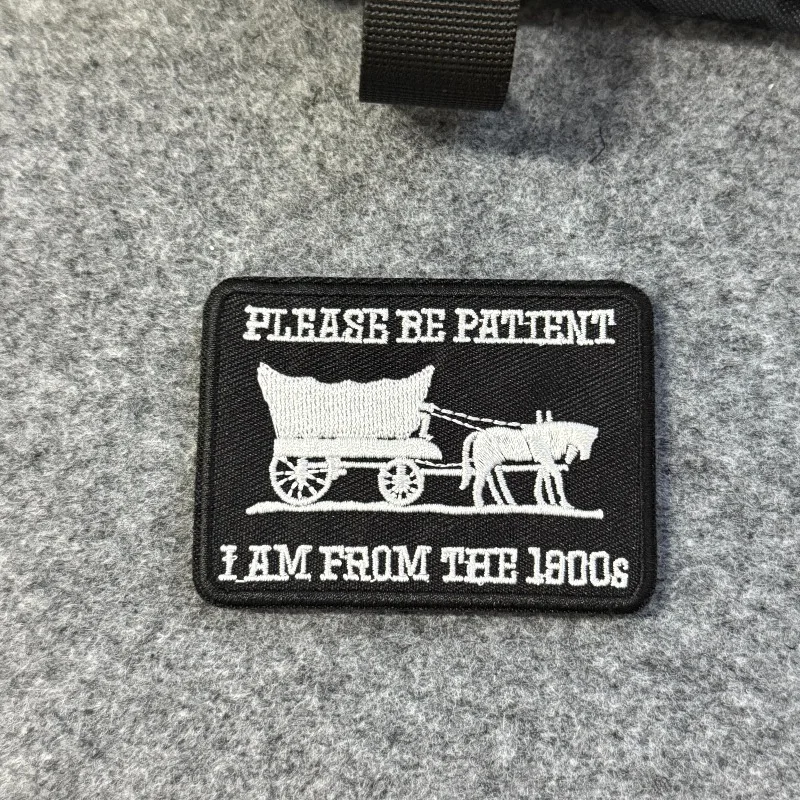 PLEASE BE PATIENT
I AM FROM THE 1900s